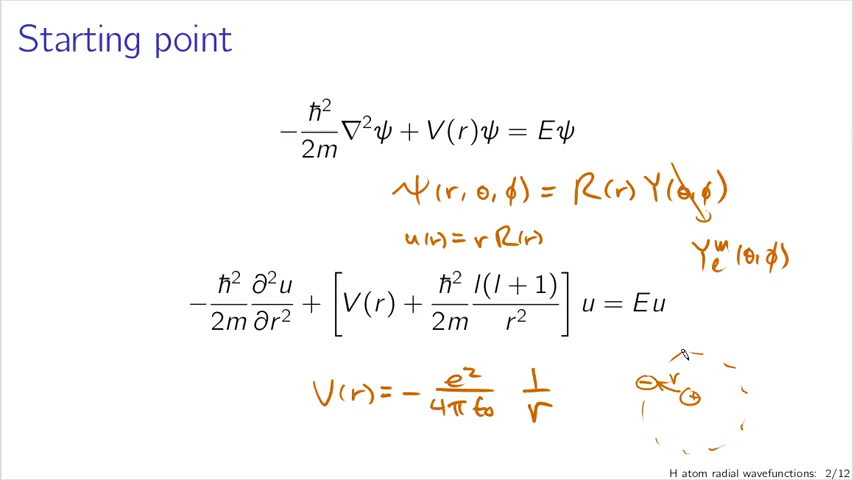 Starting point
−ħ²/2m ∇²ψ + V(r)ψ = Eψ
ψ(r, θ, φ) = R(r) Y(θ, φ)
u(r) = r R(r)
Yₗᵐ(θ, φ)
−ħ²/2m ∂²u/∂r² + [V(r) + ħ²/2m l(l + 1)/r²] u = Eu
V(r) = − e²/4πε₀ 1/r
− r +
H atom radial wavefunctions: 2/12